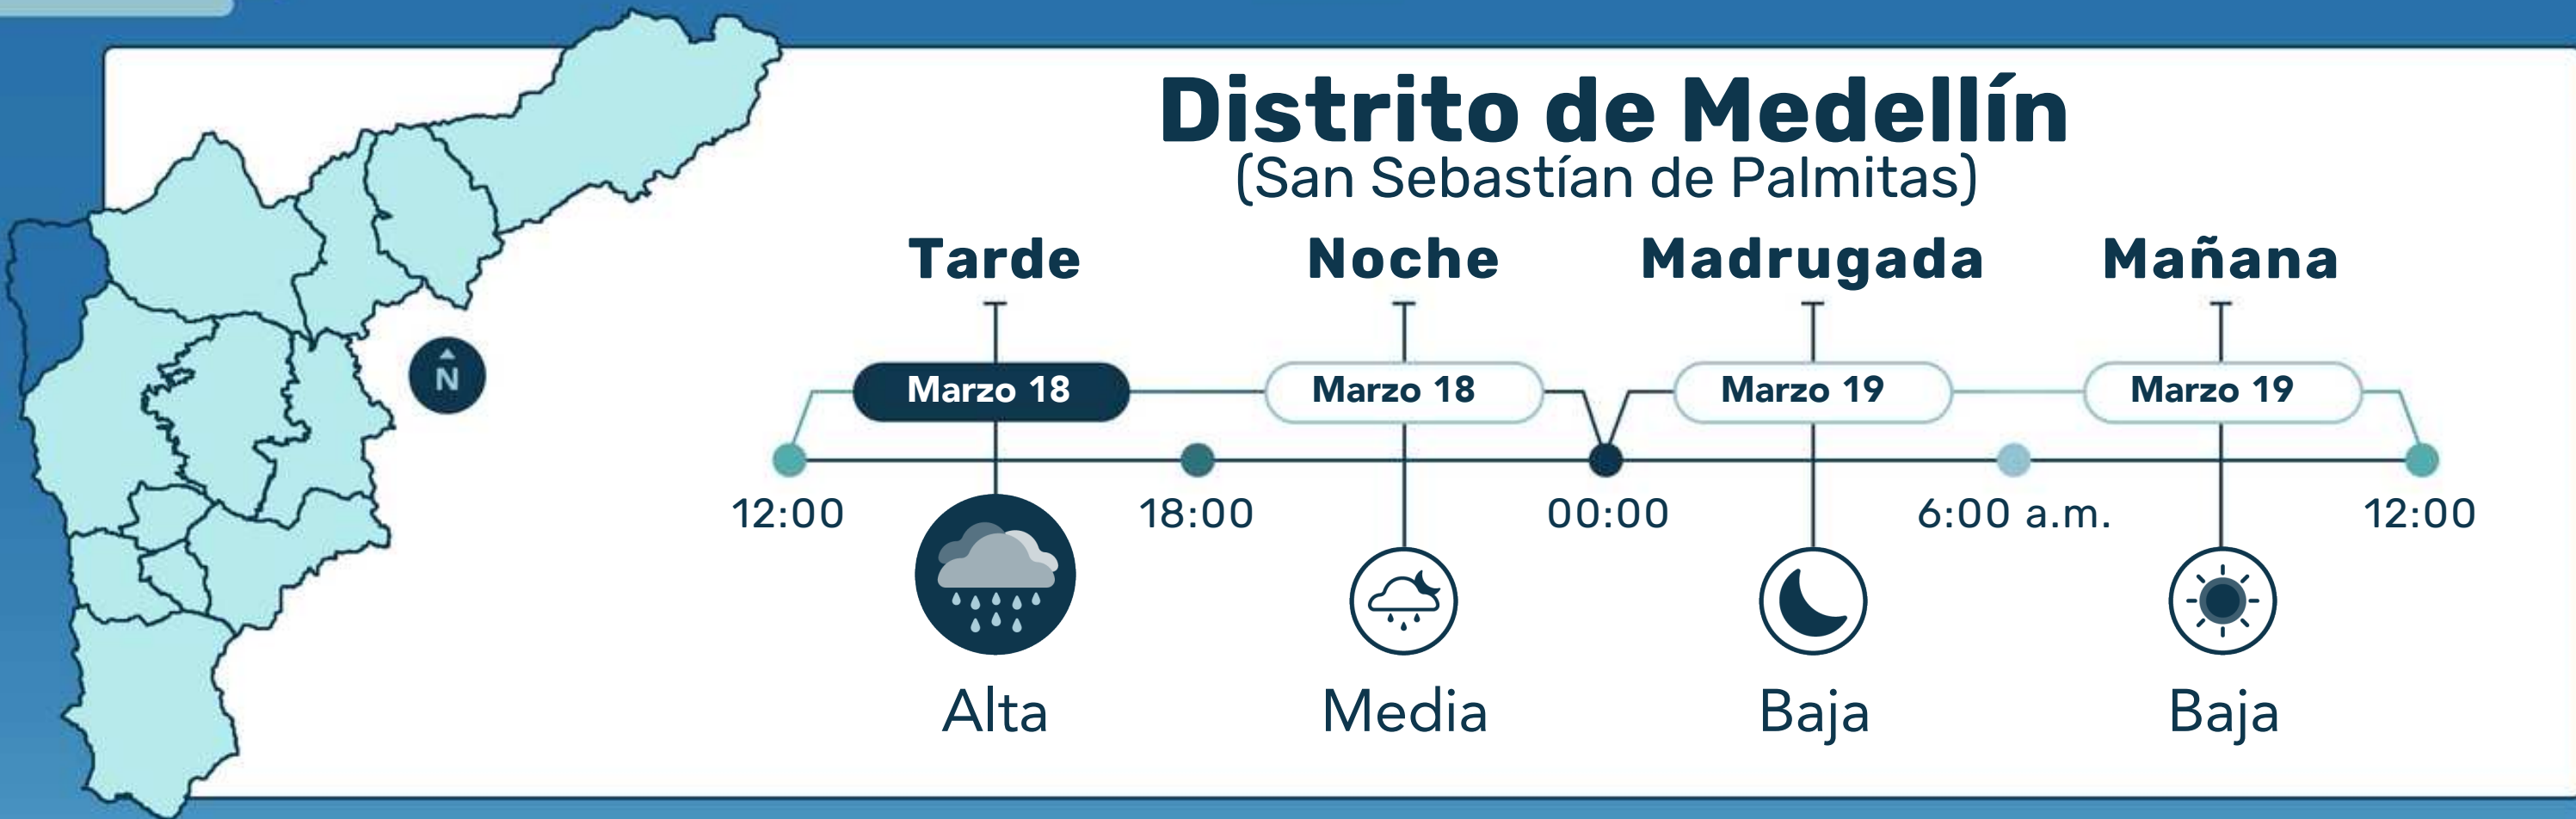 Distrito de Medellín
(San Sebastían de Palmitas)
Tarde Noche Madrugada Mañana
N
Marzo 18 Marzo 18 Marzo 19 Marzo 19
12:00 18:00 00:00 6:00 a.m. 12:00
Alta Media Baja Baja